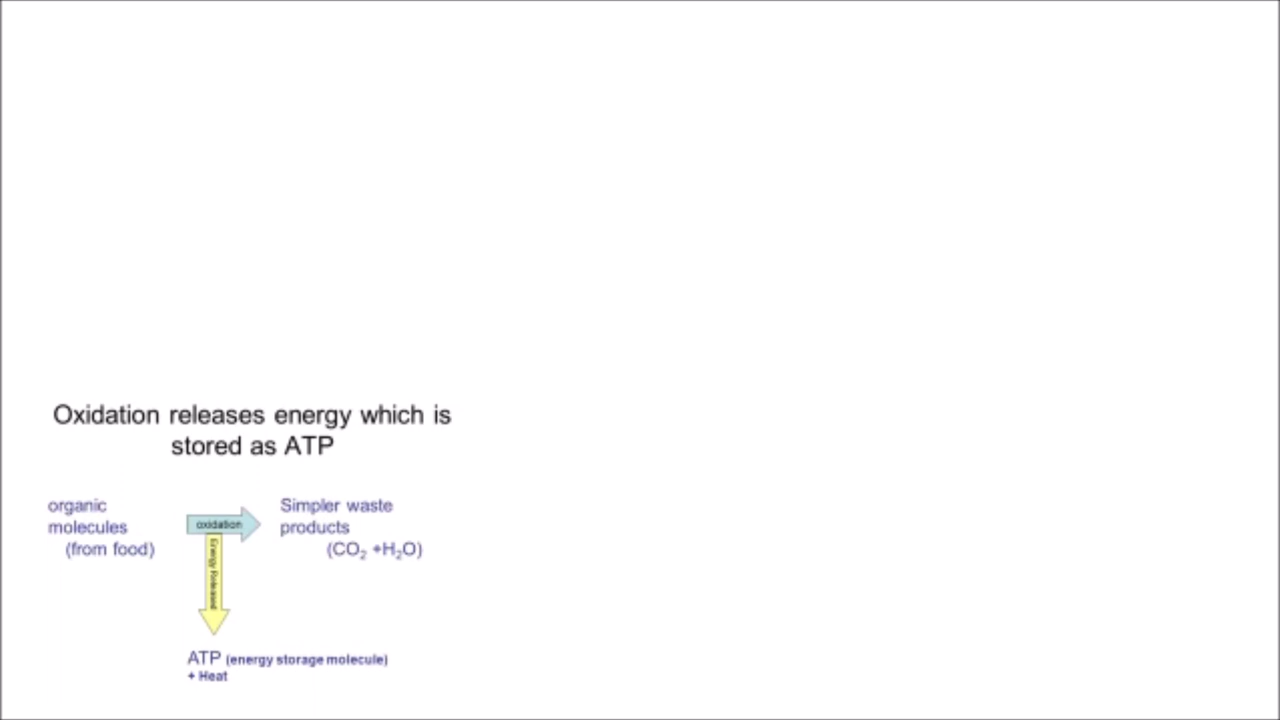 Oxidation releases energy which is
stored as ATP
organic
molecules
(from food)
oxidation
Simpler waste
products
(CO₂ +H₂O)
Energy Released
ATP (energy storage molecule)
+ Heat